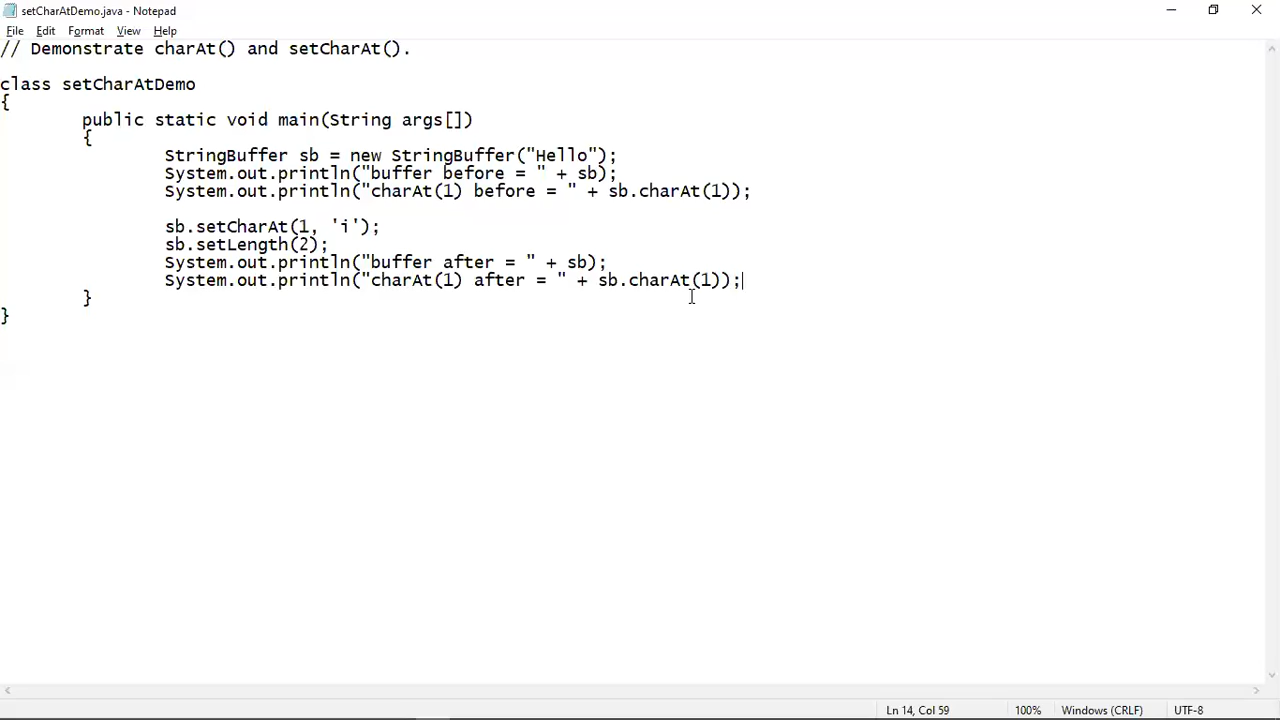 setCharAtDemo.java - Notepad
File Edit Format View Help
// Demonstrate charAt() and setCharAt().
class setCharAtDemo
{
public static void main(String args[])
{
StringBuffer sb = new StringBuffer("Hello");
System.out.println("buffer before = " + sb);
System.out.println("charAt(1) before = " + sb.charAt(1));
sb.setCharAt(1, 'i');
sb.setLength(2);
System.out.println("buffer after = " + sb);
System.out.println("charAt(1) after = " + sb.charAt(1));
}
}
Ln 14, Col 59 100% Windows (CRLF) UTF-8